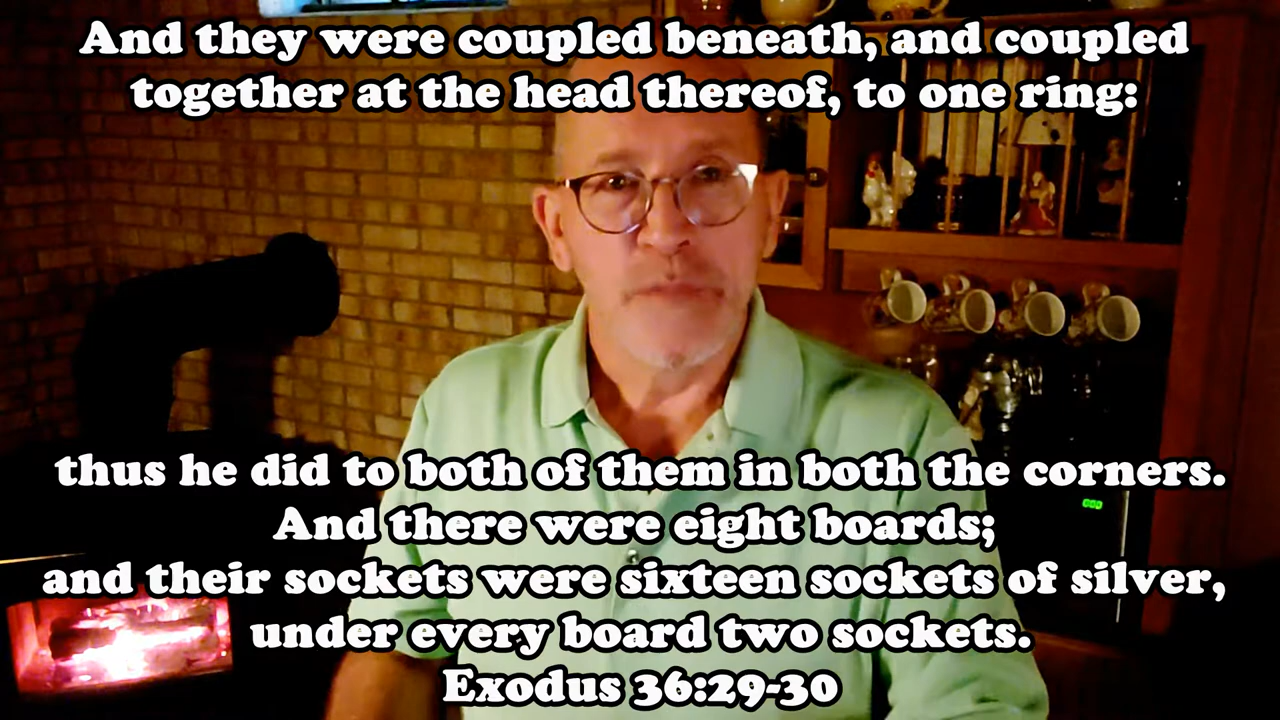 And they were coupled beneath, and coupled
together at the head thereof, to one ring:
thus he did to both of them in both the corners.
And there were eight boards;
and their sockets were sixteen sockets of silver,
under every board two sockets.
Exodus 36:29-30